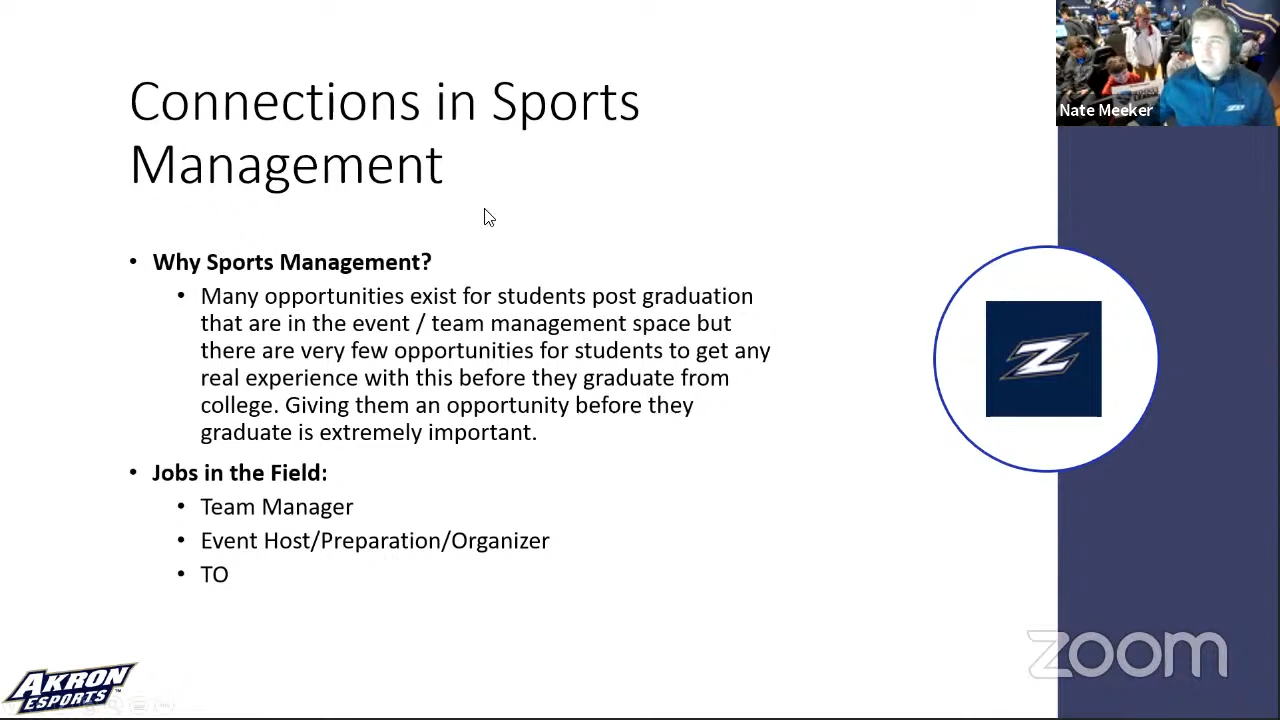 Connections in Sports
Management
Nate Meeker
• Why Sports Management?
• Many opportunities exist for students post graduation
that are in the event / team management space but
there are very few opportunities for students to get any
real experience with this before they graduate from
college. Giving them an opportunity before they
graduate is extremely important.
• Jobs in the Field:
• Team Manager
• Event Host/Preparation/Organizer
• TO
Z
AKRON
ESPORTS™
zoom